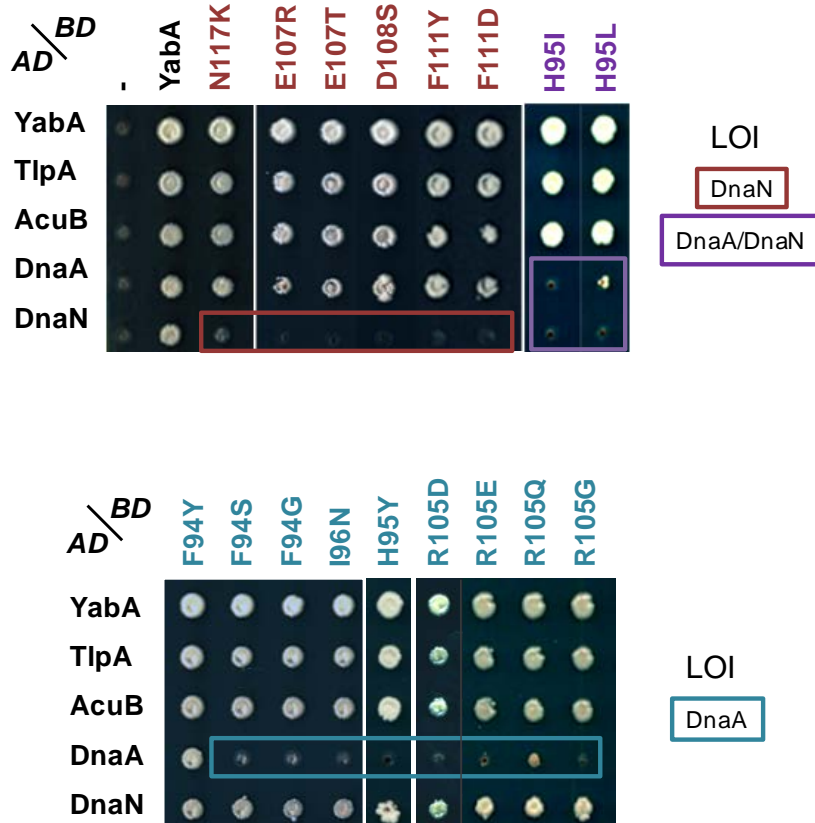 BD
AD
-
YabA
N117K
E107R
E107T
D108S
F111Y
F111D
H95I
H95L
YabA
TlpA
AcuB
DnaA
DnaN
LOI
DnaN
DnaA/DnaN
BD
AD
F94Y
F94S
F94G
I96N
H95Y
R105D
R105E
R105Q
R105G
YabA
TlpA
AcuB
DnaA
DnaN
LOI
DnaA